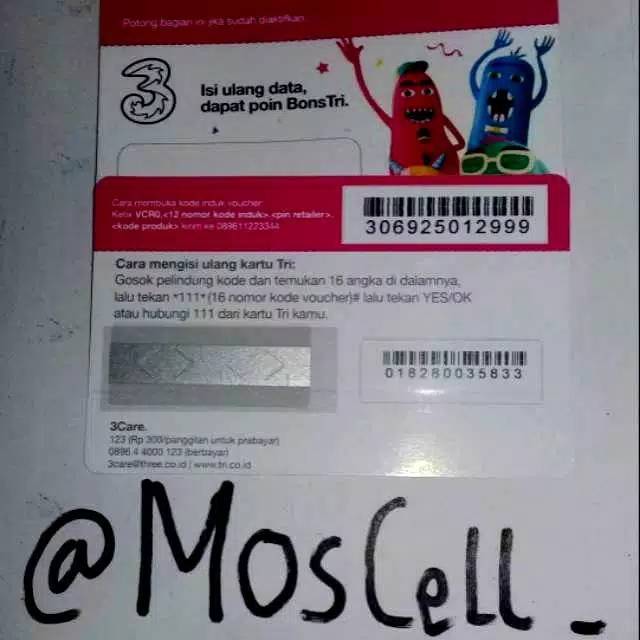 Potong bagian ini jika sudah diaktifkan.
3
Isi ulang data,
dapat poin BonsTri.
Cara membuka kode induk voucher:
Ketik VCRG,<12 nomor kode induk>,<pin retailer>,
<kode produk> kirim ke 089611223344
306925012999
Cara mengisi ulang kartu Tri:
Gosok pelindung kode dan temukan 16 angka di dalamnya,
lalu tekan *111*(16 nomor kode voucher)# lalu tekan YES/OK
atau hubungi 111 dari kartu Tri kamu.
018280035833
3Care.
123 (Rp 300/panggilan untuk prabayar)
0896 4 4000 123 (berbayar)
3care@three.co.id / www.tri.co.id
@MosCell_